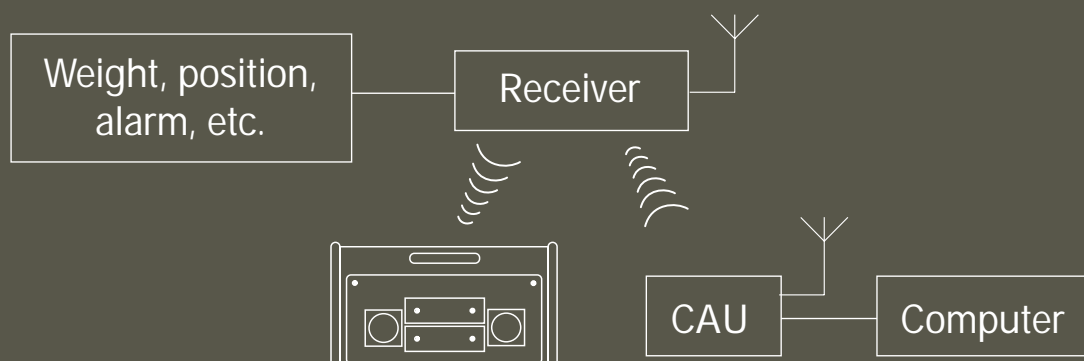 Weight, position,
alarm, etc.
Receiver
CAU
Computer